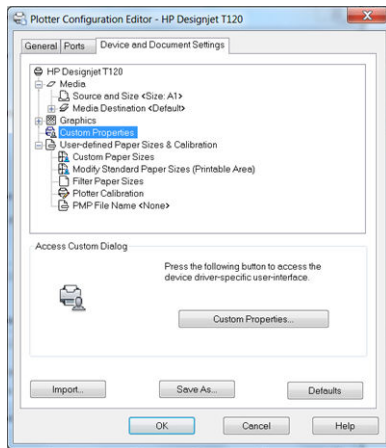 Plotter Configuration Editor - HP Designjet T120
General Ports Device and Document Settings
HP Designjet T120
Media
Source and Size <Size: A1>
Media Destination <Default>
Graphics
Custom Properties
User-defined Paper Sizes & Calibration
Custom Paper Sizes
Modify Standard Paper Sizes (Printable Area)
Filter Paper Sizes
Plotter Calibration
PMP File Name <None>
Access Custom Dialog
Press the following button to access the
device driver-specific user-interface.
Custom Properties...
Import... Save As... Defaults
OK Cancel Help